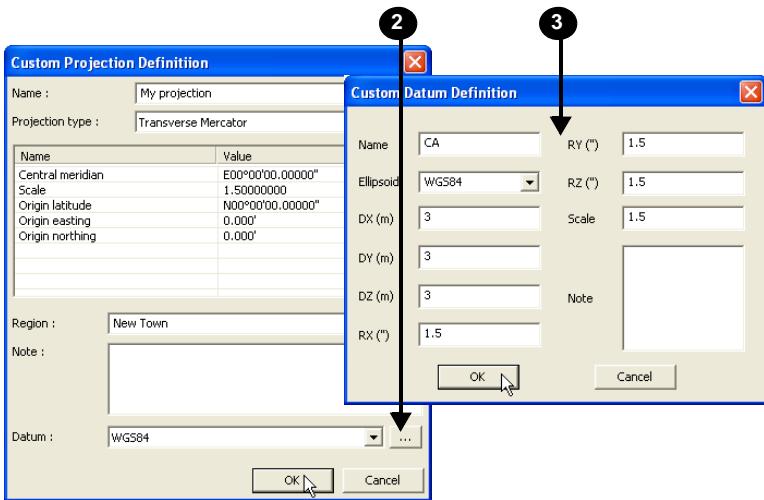 2
3
Custom Projection Definitiion
Name :
My projection
Projection type :
Transverse Mercator
Name Value
Central meridian E00°00'00.00000"
Scale 1.50000000
Origin latitude N00°00'00.00000"
Origin easting 0.000'
Origin northing 0.000'
Region :
New Town
Note :
Datum :
WGS84
...
OK
Cancel
Custom Datum Definition
Name
CA
Ellipsoid
WGS84
DX (m)
3
DY (m)
3
DZ (m)
3
RX (")
1.5
RY (")
1.5
RZ (")
1.5
Scale
1.5
Note
OK
Cancel